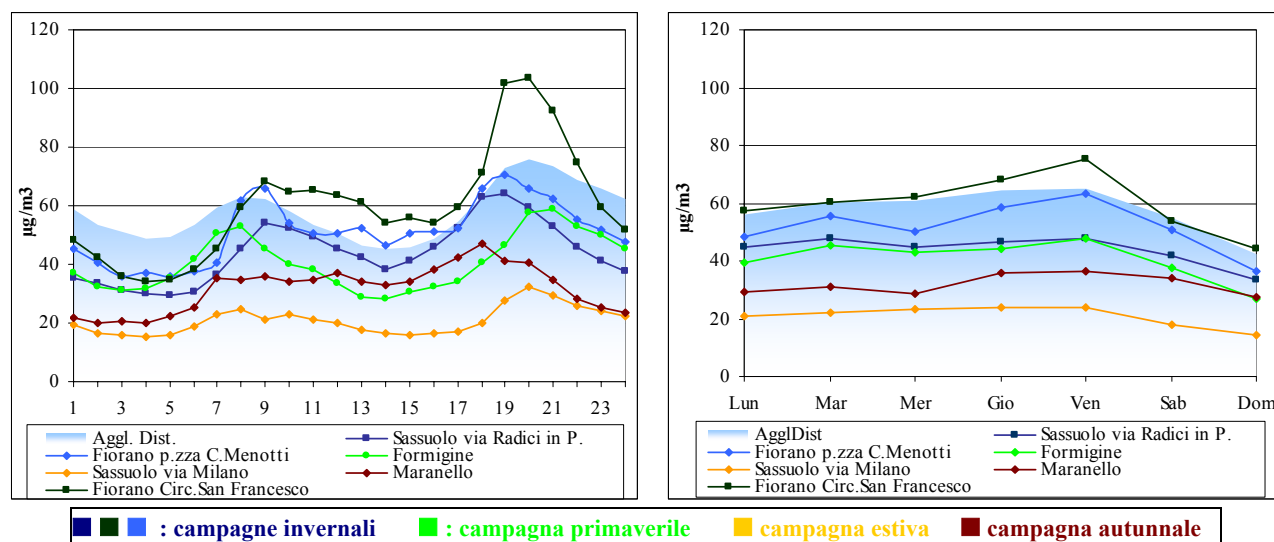 120
100
80
60
40
20
0
µg/m3
1 3 5 7 9 11 13 15 17 19 21 23
Aggl. Dist. Sassuolo via Radici in P.
Fiorano p.zza C.Menotti Formigine
Sassuolo via Milano Maranello
Fiorano Circ.San Francesco
120
100
80
60
40
20
0
µg/m3
Lun Mar Mer Gio Ven Sab Dom
AgglDist Sassuolo via Radici in P.
Fiorano p.zza C.Menotti Formigine
Sassuolo via Milano Maranello
Fiorano Circ.San Francesco
: campagne invernali : campagna primaverile campagna estiva campagna autunnale